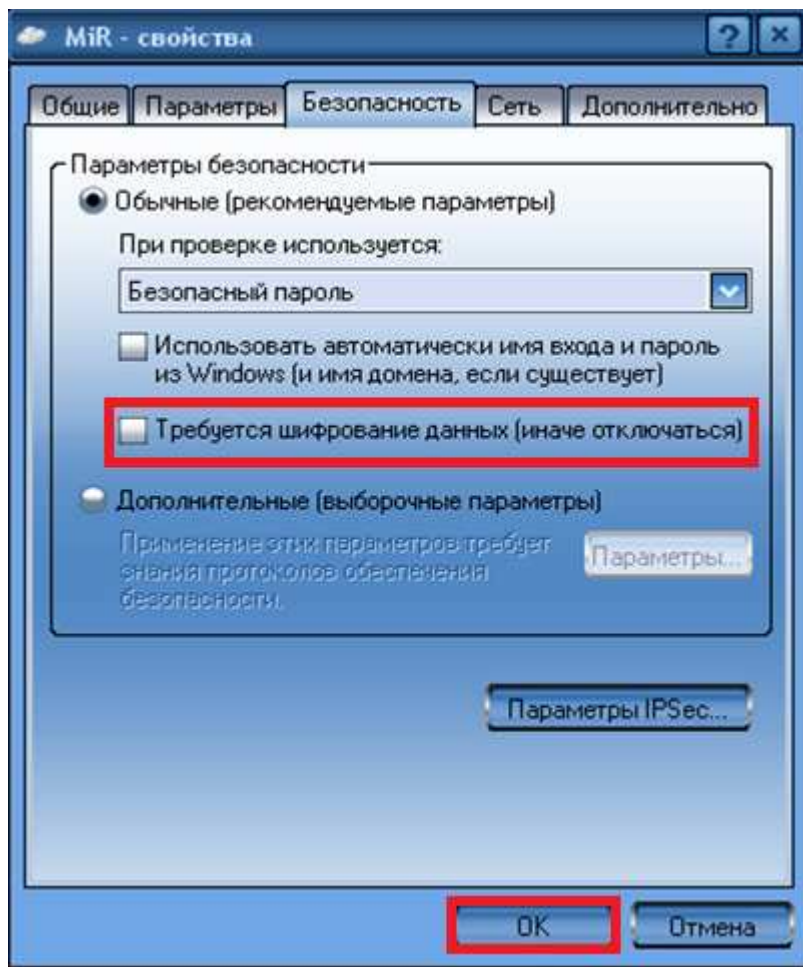 MiR - свойства
Общие Параметры Безопасность Сеть Дополнительно
Параметры безопасности
Обычные (рекомендуемые параметры)
При проверке используется:
Безопасный пароль
Использовать автоматически имя входа и пароль
из Windows (и имя домена, если существует)
Требуется шифрование данных (иначе отключаться)
Дополнительные (выборочные параметры)
Применение этих параметров требует
знания протоколов обеспечения
безопасности.
Параметры...
Параметры IPSec...
OK Отмена